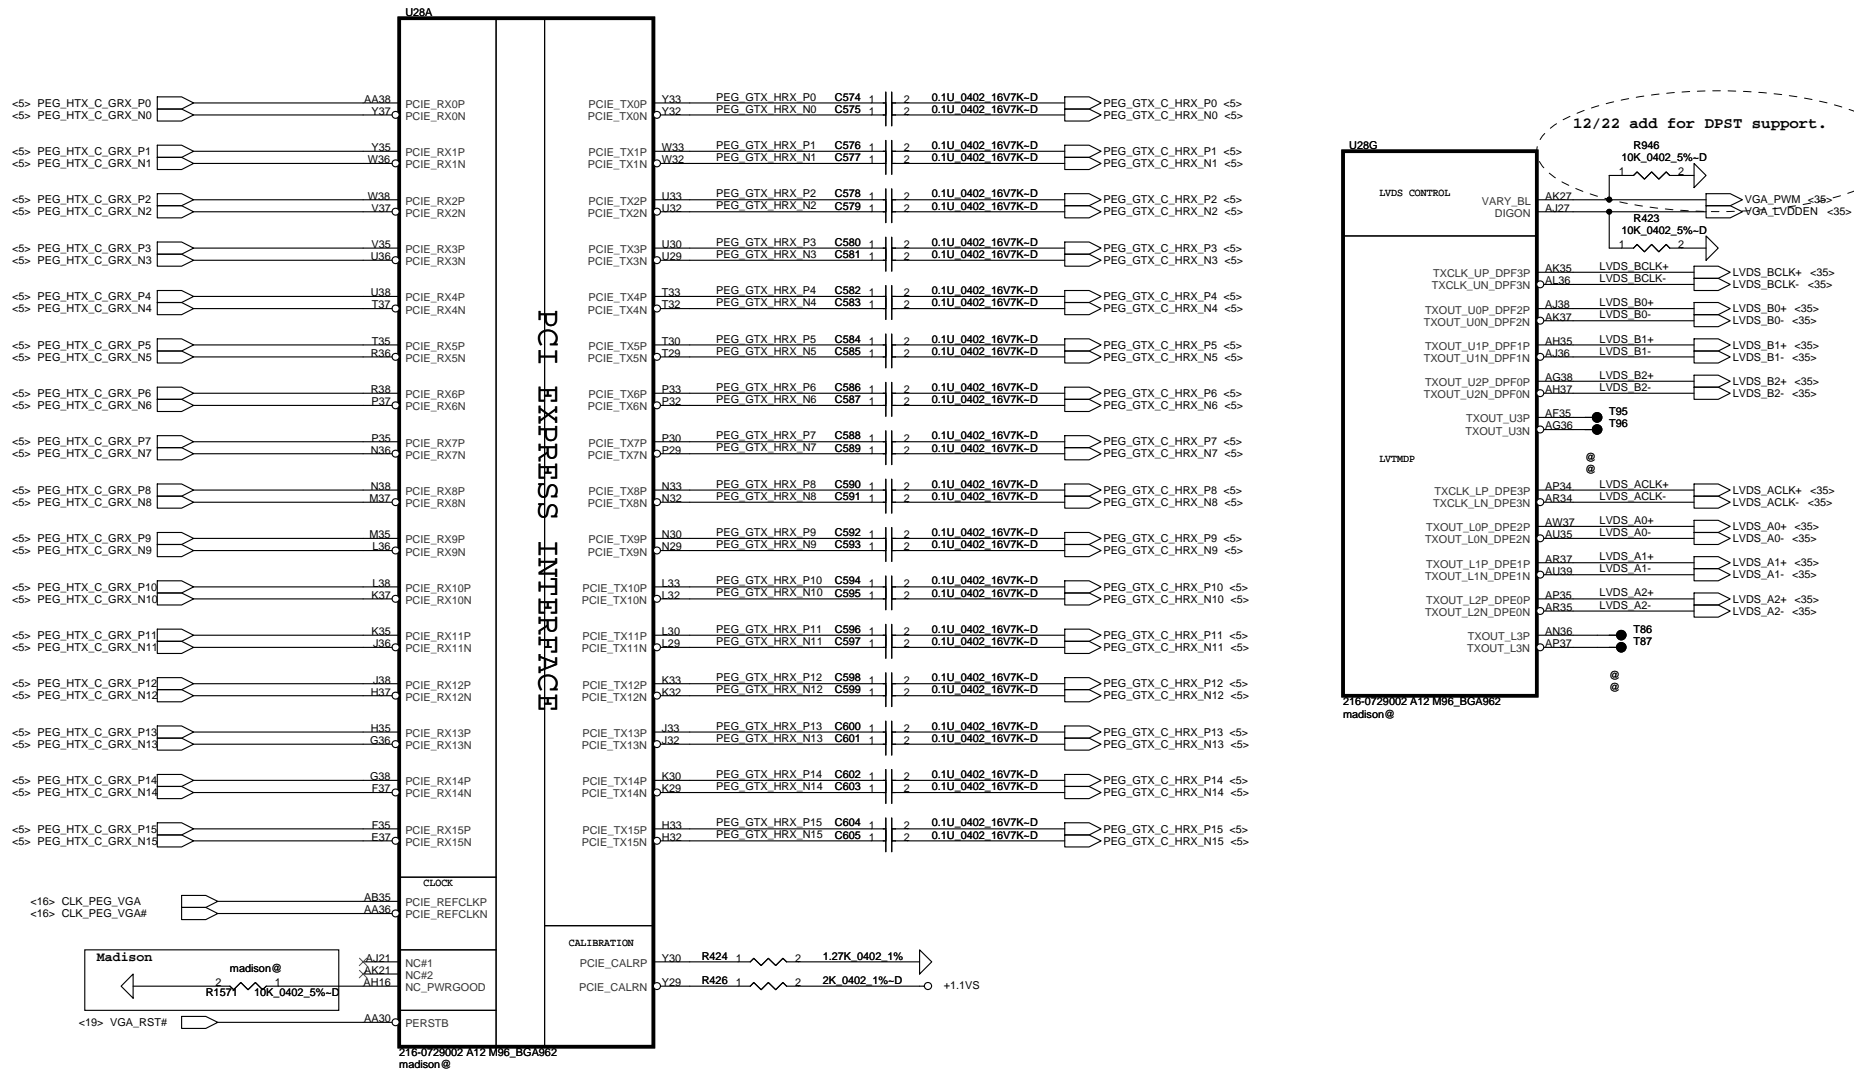 U28A
<5> PEG_HTX_C_GRX_P0 AA38 PCIE_RX0P PCIE_TX0P Y33 PEG_GTX_HRX_P0 C574 1 2 0.1U_0402_16V7K~D PEG_GTX_C_HRX_P0 <5>
<5> PEG_HTX_C_GRX_N0 Y37 PCIE_RX0N PCIE_TX0N Y32 PEG_GTX_HRX_N0 C575 1 2 0.1U_0402_16V7K~D PEG_GTX_C_HRX_N0 <5>
<5> PEG_HTX_C_GRX_P1 Y35 PCIE_RX1P PCIE_TX1P W33 PEG_GTX_HRX_P1 C576 1 2 0.1U_0402_16V7K~D PEG_GTX_C_HRX_P1 <5>
<5> PEG_HTX_C_GRX_N1 W36 PCIE_RX1N PCIE_TX1N W32 PEG_GTX_HRX_N1 C577 1 2 0.1U_0402_16V7K~D PEG_GTX_C_HRX_N1 <5>
<5> PEG_HTX_C_GRX_P2 W38 PCIE_RX2P PCIE_TX2P U33 PEG_GTX_HRX_P2 C578 1 2 0.1U_0402_16V7K~D PEG_GTX_C_HRX_P2 <5>
<5> PEG_HTX_C_GRX_N2 V37 PCIE_RX2N PCIE_TX2N U32 PEG_GTX_HRX_N2 C579 1 2 0.1U_0402_16V7K~D PEG_GTX_C_HRX_N2 <5>
<5> PEG_HTX_C_GRX_P3 V35 PCIE_RX3P PCIE_TX3P U30 PEG_GTX_HRX_P3 C580 1 2 0.1U_0402_16V7K~D PEG_GTX_C_HRX_P3 <5>
<5> PEG_HTX_C_GRX_N3 U36 PCIE_RX3N PCIE_TX3N U29 PEG_GTX_HRX_N3 C581 1 2 0.1U_0402_16V7K~D PEG_GTX_C_HRX_N3 <5>
<5> PEG_HTX_C_GRX_P4 U38 PCIE_RX4P PCIE_TX4P T33 PEG_GTX_HRX_P4 C582 1 2 0.1U_0402_16V7K~D PEG_GTX_C_HRX_P4 <5>
<5> PEG_HTX_C_GRX_N4 T37 PCIE_RX4N PCIE_TX4N T32 PEG_GTX_HRX_N4 C583 1 2 0.1U_0402_16V7K~D PEG_GTX_C_HRX_N4 <5>
<5> PEG_HTX_C_GRX_P5 T35 PCIE_RX5P PCIE_TX5P T30 PEG_GTX_HRX_P5 C584 1 2 0.1U_0402_16V7K~D PEG_GTX_C_HRX_P5 <5>
<5> PEG_HTX_C_GRX_N5 R36 PCIE_RX5N PCIE_TX5N T29 PEG_GTX_HRX_N5 C585 1 2 0.1U_0402_16V7K~D PEG_GTX_C_HRX_N5 <5>
<5> PEG_HTX_C_GRX_P6 R38 PCIE_RX6P PCIE_TX6P P33 PEG_GTX_HRX_P6 C586 1 2 0.1U_0402_16V7K~D PEG_GTX_C_HRX_P6 <5>
<5> PEG_HTX_C_GRX_N6 P37 PCIE_RX6N PCIE_TX6N P32 PEG_GTX_HRX_N6 C587 1 2 0.1U_0402_16V7K~D PEG_GTX_C_HRX_N6 <5>
<5> PEG_HTX_C_GRX_P7 P35 PCIE_RX7P PCIE_TX7P P30 PEG_GTX_HRX_P7 C588 1 2 0.1U_0402_16V7K~D PEG_GTX_C_HRX_P7 <5>
<5> PEG_HTX_C_GRX_N7 N36 PCIE_RX7N PCIE_TX7N P29 PEG_GTX_HRX_N7 C589 1 2 0.1U_0402_16V7K~D PEG_GTX_C_HRX_N7 <5>
<5> PEG_HTX_C_GRX_P8 N38 PCIE_RX8P PCIE_TX8P N33 PEG_GTX_HRX_P8 C590 1 2 0.1U_0402_16V7K~D PEG_GTX_C_HRX_P8 <5>
<5> PEG_HTX_C_GRX_N8 M37 PCIE_RX8N PCIE_TX8N N32 PEG_GTX_HRX_N8 C591 1 2 0.1U_0402_16V7K~D PEG_GTX_C_HRX_N8 <5>
<5> PEG_HTX_C_GRX_P9 M35 PCIE_RX9P PCIE_TX9P N30 PEG_GTX_HRX_P9 C592 1 2 0.1U_0402_16V7K~D PEG_GTX_C_HRX_P9 <5>
<5> PEG_HTX_C_GRX_N9 L36 PCIE_RX9N PCIE_TX9N N29 PEG_GTX_HRX_N9 C593 1 2 0.1U_0402_16V7K~D PEG_GTX_C_HRX_N9 <5>
<5> PEG_HTX_C_GRX_P10 L38 PCIE_RX10P PCIE_TX10P L33 PEG_GTX_HRX_P10 C594 1 2 0.1U_0402_16V7K~D PEG_GTX_C_HRX_P10 <5>
<5> PEG_HTX_C_GRX_N10 K37 PCIE_RX10N PCIE_TX10N L32 PEG_GTX_HRX_N10 C595 1 2 0.1U_0402_16V7K~D PEG_GTX_C_HRX_N10 <5>
<5> PEG_HTX_C_GRX_P11 K35 PCIE_RX11P PCIE_TX11P L30 PEG_GTX_HRX_P11 C596 1 2 0.1U_0402_16V7K~D PEG_GTX_C_HRX_P11 <5>
<5> PEG_HTX_C_GRX_N11 J36 PCIE_RX11N PCIE_TX11N L29 PEG_GTX_HRX_N11 C597 1 2 0.1U_0402_16V7K~D PEG_GTX_C_HRX_N11 <5>
<5> PEG_HTX_C_GRX_P12 J38 PCIE_RX12P PCIE_TX12P K33 PEG_GTX_HRX_P12 C598 1 2 0.1U_0402_16V7K~D PEG_GTX_C_HRX_P12 <5>
<5> PEG_HTX_C_GRX_N12 H37 PCIE_RX12N PCIE_TX12N K32 PEG_GTX_HRX_N12 C599 1 2 0.1U_0402_16V7K~D PEG_GTX_C_HRX_N12 <5>
<5> PEG_HTX_C_GRX_P13 H35 PCIE_RX13P PCIE_TX13P J33 PEG_GTX_HRX_P13 C600 1 2 0.1U_0402_16V7K~D PEG_GTX_C_HRX_P13 <5>
<5> PEG_HTX_C_GRX_N13 G36 PCIE_RX13N PCIE_TX13N J32 PEG_GTX_HRX_N13 C601 1 2 0.1U_0402_16V7K~D PEG_GTX_C_HRX_N13 <5>
<5> PEG_HTX_C_GRX_P14 G38 PCIE_RX14P PCIE_TX14P K30 PEG_GTX_HRX_P14 C602 1 2 0.1U_0402_16V7K~D PEG_GTX_C_HRX_P14 <5>
<5> PEG_HTX_C_GRX_N14 F37 PCIE_RX14N PCIE_TX14N K29 PEG_GTX_HRX_N14 C603 1 2 0.1U_0402_16V7K~D PEG_GTX_C_HRX_N14 <5>
<5> PEG_HTX_C_GRX_P15 F35 PCIE_RX15P PCIE_TX15P H33 PEG_GTX_HRX_P15 C604 1 2 0.1U_0402_16V7K~D PEG_GTX_C_HRX_P15 <5>
<5> PEG_HTX_C_GRX_N15 E37 PCIE_RX15N PCIE_TX15N H32 PEG_GTX_HRX_N15 C605 1 2 0.1U_0402_16V7K~D PEG_GTX_C_HRX_N15 <5>
PCI EXPRESS INTERFACE
CLOCK
<16> CLK_PEG_VGA AB35 PCIE_REFCLKP
<16> CLK_PEG_VGA# AA36 PCIE_REFCLKN
CALIBRATION
Madison
AJ21 NC#1 PCIE_CALRP Y30 R424 1 2 1.27K_0402_1%
madison@ AK21 NC#2
2 1 AH16 NC_PWRGOOD PCIE_CALRN Y29 R426 1 2 2K_0402_1%~D +1.1VS
R1571 10K_0402_5%~D
<19> VGA_RST# AA30 PERSTB
216-0729002 A12 M96_BGA962
madison@
12/22 add for DPST support.
U28G
R946
10K_0402_5%~D
1 2
LVDS CONTROL
VARY_BL AK27 VGA_PWM <35>
DIGON AJ27 VGA_LVDDEN <35>
R423
10K_0402_5%~D
1 2
TXCLK_UP_DPF3P AK35 LVDS_BCLK+ LVDS_BCLK+ <35>
TXCLK_UN_DPF3N AL36 LVDS_BCLK- LVDS_BCLK- <35>
TXOUT_U0P_DPF2P AJ38 LVDS_B0+ LVDS_B0+ <35>
TXOUT_U0N_DPF2N AK37 LVDS_B0- LVDS_B0- <35>
TXOUT_U1P_DPF1P AH35 LVDS_B1+ LVDS_B1+ <35>
TXOUT_U1N_DPF1N AJ36 LVDS_B1- LVDS_B1- <35>
TXOUT_U2P_DPF0P AG38 LVDS_B2+ LVDS_B2+ <35>
TXOUT_U2N_DPF0N AH37 LVDS_B2- LVDS_B2- <35>
TXOUT_U3P AF35 T95
TXOUT_U3N AG36 T96
LVTMDP @
@
TXCLK_LP_DPE3P AP34 LVDS_ACLK+ LVDS_ACLK+ <35>
TXCLK_LN_DPE3N AR34 LVDS_ACLK- LVDS_ACLK- <35>
TXOUT_L0P_DPE2P AW37 LVDS_A0+ LVDS_A0+ <35>
TXOUT_L0N_DPE2N AU35 LVDS_A0- LVDS_A0- <35>
TXOUT_L1P_DPE1P AR37 LVDS_A1+ LVDS_A1+ <35>
TXOUT_L1N_DPE1N AU39 LVDS_A1- LVDS_A1- <35>
TXOUT_L2P_DPE0P AP35 LVDS_A2+ LVDS_A2+ <35>
TXOUT_L2N_DPE0N AR35 LVDS_A2- LVDS_A2- <35>
TXOUT_L3P AN36 T86
TXOUT_L3N AP37 T87
@
@
216-0729002 A12 M96_BGA962
madison@